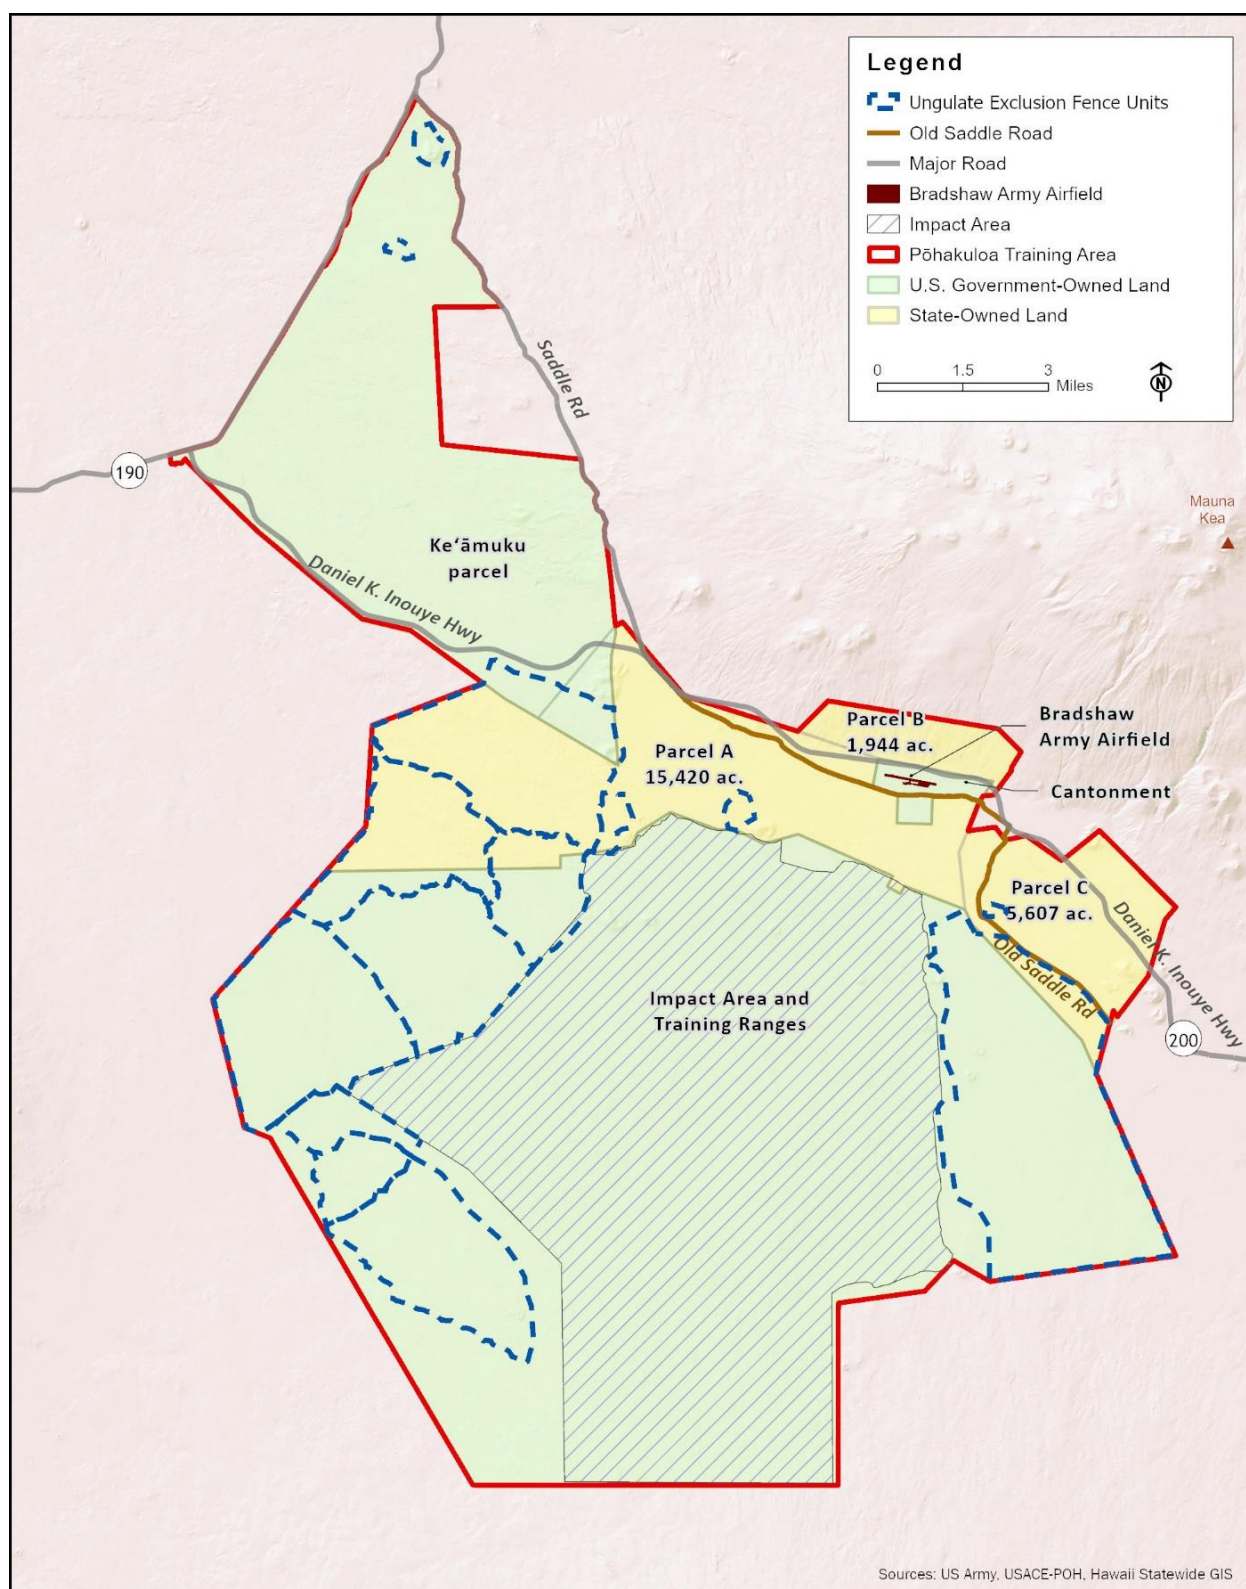 Legend
Ungulate Exclusion Fence Units
Old Saddle Road
Major Road
Bradshaw Army Airfield
Impact Area
Pōhakuloa Training Area
U.S. Government-Owned Land
State-Owned Land
0 1.5 3
Miles
N
Saddle Rd
190
Mauna
Kea
Keʻāmuku
parcel
Daniel K. Inouye Hwy
Parcel B
1,944 ac.
Bradshaw
Army Airfield
Parcel A
15,420 ac.
Cantonment
Parcel C
5,607 ac.
Daniel K. Inouye Hwy
Old Saddle Rd
Impact Area and
Training Ranges
200
Sources: US Army, USACE-POH, Hawaii Statewide GIS